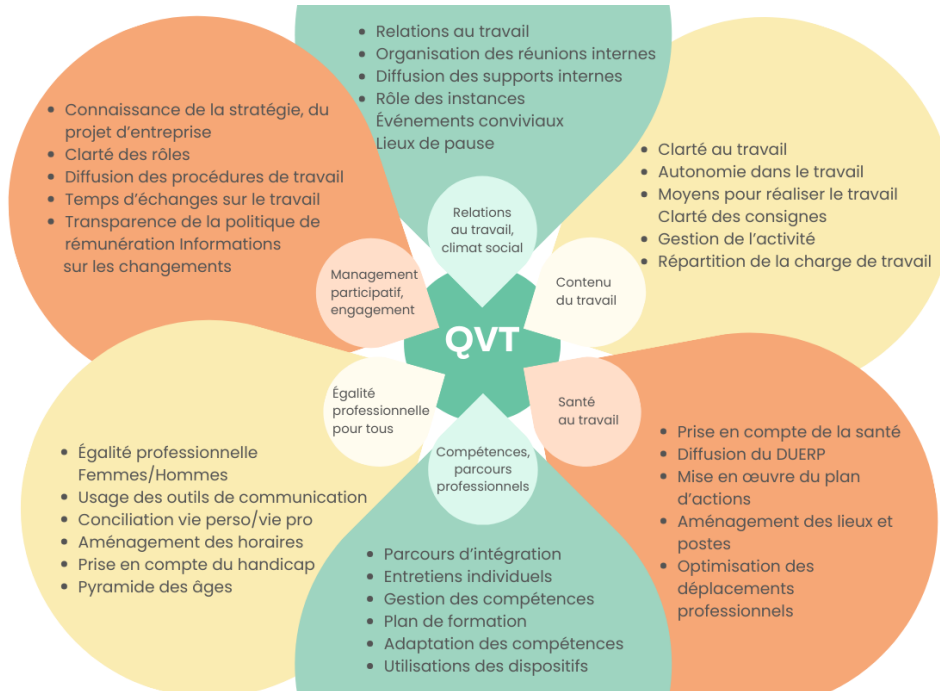 • Relations au travail
• Organisation des réunions internes
• Diffusion des supports internes
• Rôle des instances
Événements conviviaux
Lieux de pause
• Connaissance de la stratégie, du
projet d’entreprise
• Clarté des rôles
• Diffusion des procédures de travail
• Temps d’échanges sur le travail
• Transparence de la politique de
rémunération Informations
sur les changements
• Clarté au travail
• Autonomie dans le travail
• Moyens pour réaliser le travail
Clarté des consignes
• Gestion de l’activité
• Répartition de la charge de travail
Relations
au travail,
climat social
Management
participatif,
engagement
Contenu
du travail
QVT
Égalité
professionnelle
pour tous
Santé
au travail
Compétences,
parcours
professionnels
• Égalité professionnelle
Femmes/Hommes
• Usage des outils de communication
• Conciliation vie perso/vie pro
• Aménagement des horaires
• Prise en compte du handicap
• Pyramide des âges
• Prise en compte de la santé
• Diffusion du DUERP
• Mise en œuvre du plan
d’actions
• Aménagement des lieux et
postes
• Optimisation des
déplacements
professionnels
• Parcours d’intégration
• Entretiens individuels
• Gestion des compétences
• Plan de formation
• Adaptation des compétences
• Utilisations des dispositifs